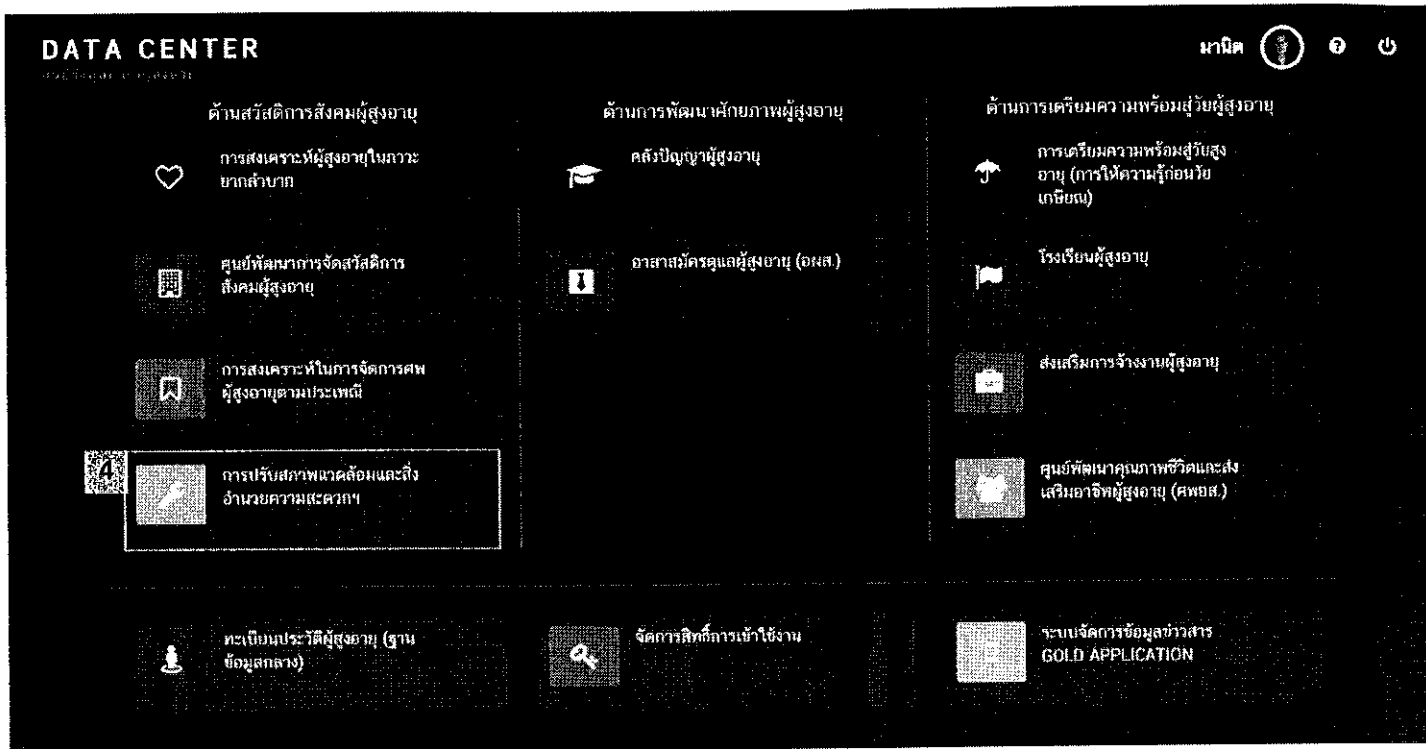 DATA CENTER
มานิต
ด้านสวัสดิการสังคมผู้สูงอายุ
การสงเคราะห์ผู้สูงอายุในภาวะ
ยากลำบาก
ศูนย์พัฒนาการจัดสวัสดิการ
สังคมผู้สูงอายุ
การสงเคราะห์ในการจัดการศพ
ผู้สูงอายุตามประเพณี
4
การปรับสภาพแวดล้อมและสิ่ง
อำนวยความสะดวกฯ
ด้านการพัฒนาศักยภาพผู้สูงอายุ
คลังปัญญาผู้สูงอายุ
อาสาสมัครดูแลผู้สูงอายุ (อผส.)
ด้านการเตรียมความพร้อมสู่วัยผู้สูงอายุ
การเตรียมความพร้อมสู่วัยสูง
อายุ (การให้ความรู้ก่อนวัย
เกษียณ)
โรงเรียนผู้สูงอายุ
ส่งเสริมการจ้างงานผู้สูงอายุ
ศูนย์พัฒนาคุณภาพชีวิตและส่ง
เสริมอาชีพผู้สูงอายุ (ศพอส.)
ทะเบียนประวัติผู้สูงอายุ (ฐาน
ข้อมูลกลาง)
จัดการสิทธิ์การเข้าใช้งาน
ระบบจัดการข้อมูลข่าวสาร
GOLD APPLICATION